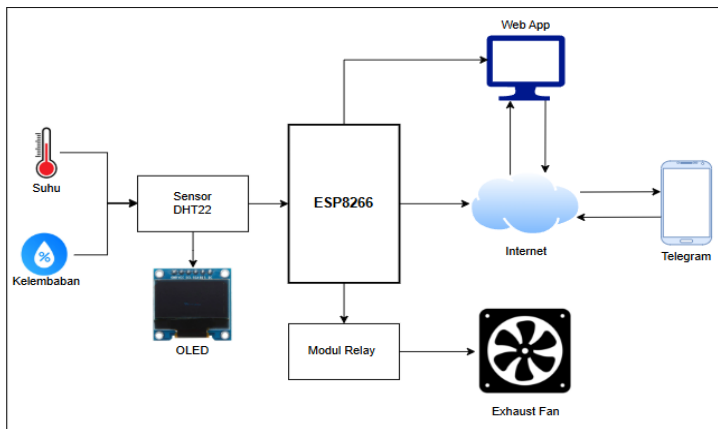 Web App
Suhu
Sensor
DHT22
ESP8266
%
Kelembaban
Internet
Telegram
OLED
Modul Relay
Exhaust Fan